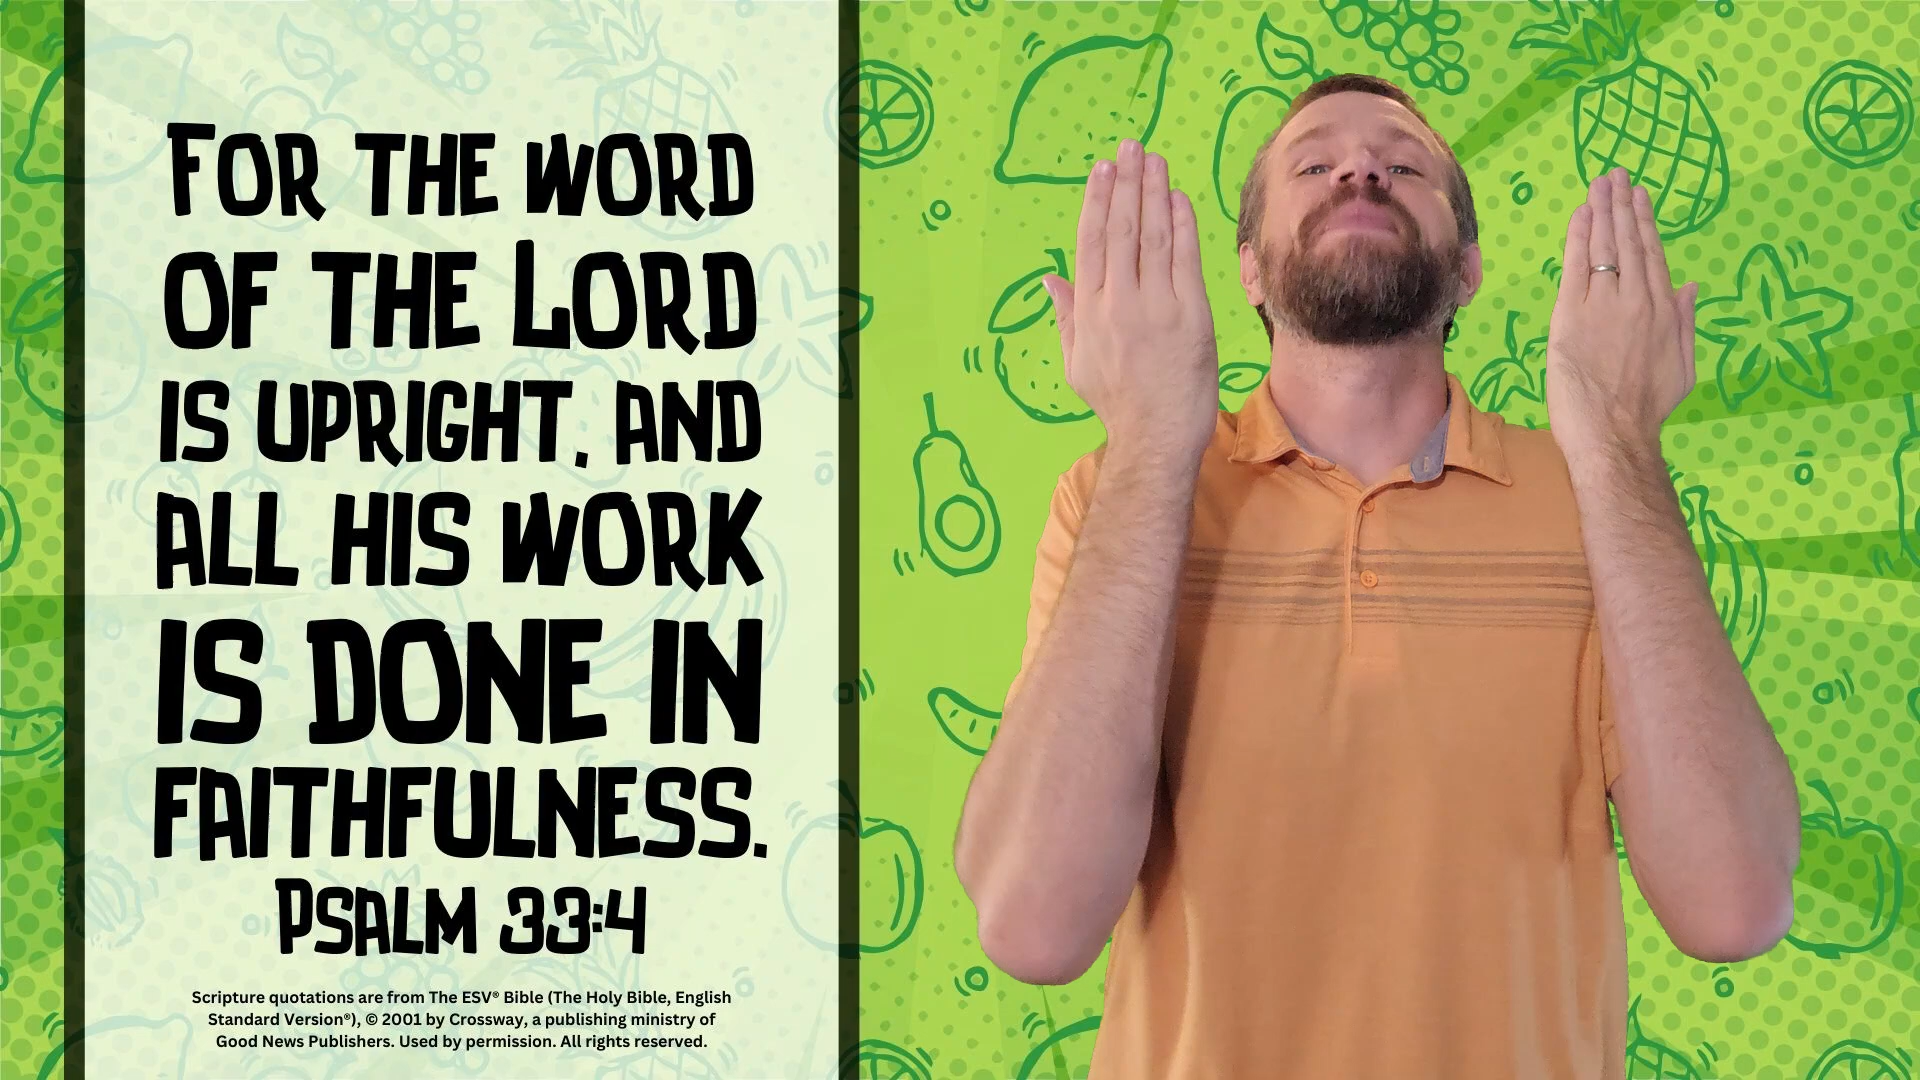 For the word
of the Lord
is upright, and
all his work
is done in
faithfulness.
Psalm 33:4
Scripture quotations are from The ESV® Bible (The Holy Bible, English
Standard Version®), © 2001 by Crossway, a publishing ministry of
Good News Publishers. Used by permission. All rights reserved.